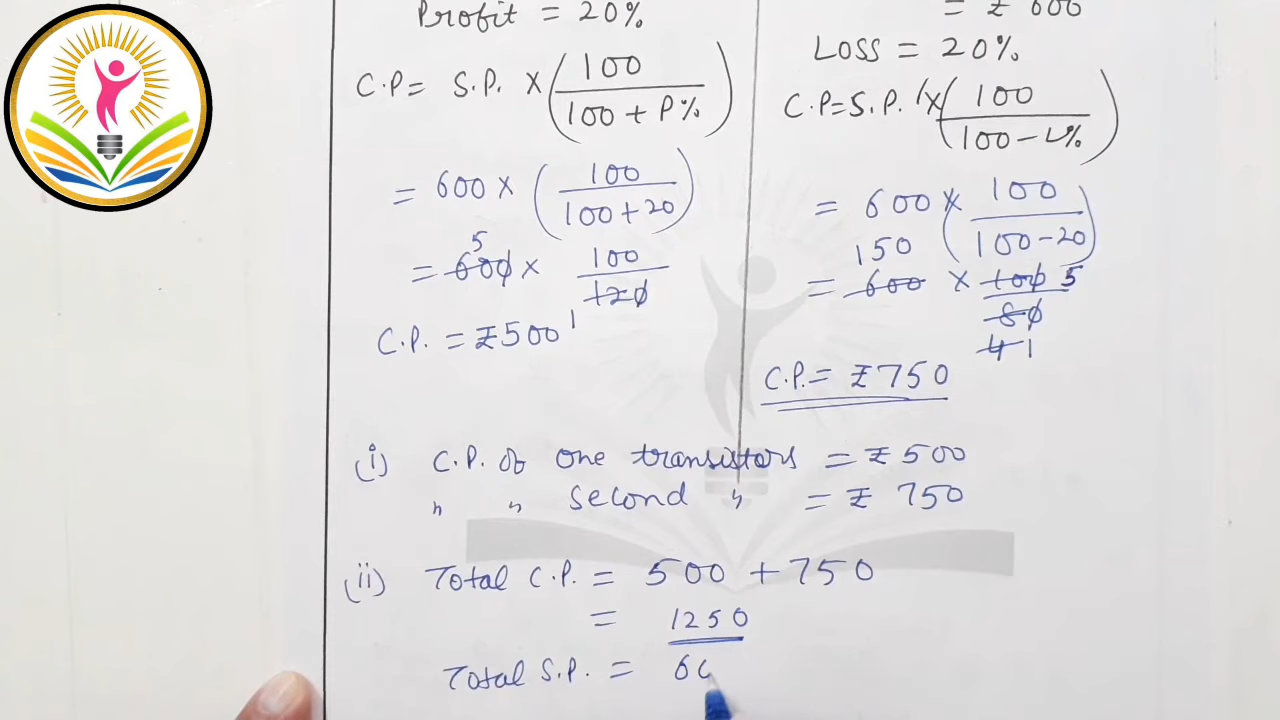 Profit = 20%
C.P= S.P. × (100 / 100 + P%)
= 600 × (100 / 100+20)
5
= 600 × 100 / 120
1
C.P. = ₹500
= ₹ 600
Loss = 20%
C.P=S.P. × (100 / 100-L%)
= 600 × (100 / 100-20)
150
= 600 × 100 5 / 80
4 1
C.P.= ₹750
(i) C.P. of one transistors = ₹500
" " second " = ₹ 750
(ii) Total C.P. = 500 + 750
= 1250
Total S.P. = 60